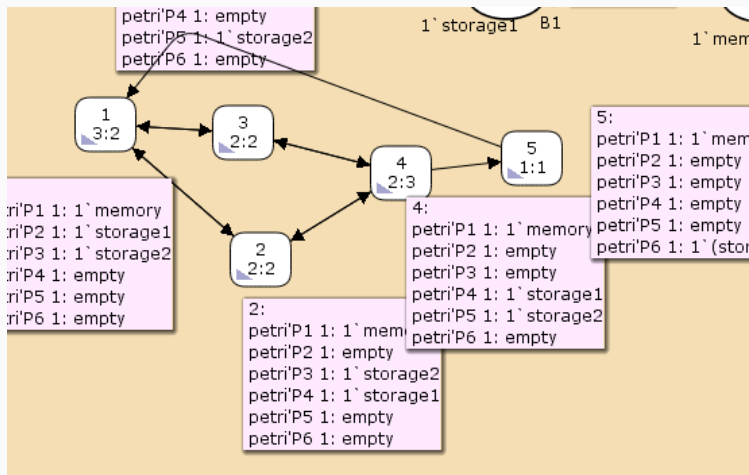 petri'P4 1: empty
petri'P5 1: 1`storage2
petri'P6 1: empty
1`storage1
B1
1
3:2
3
2:2
4
2:3
5
1:1
2
2:2
petri'P1 1: 1`memory
petri'P2 1: 1`storage1
petri'P3 1: 1`storage2
petri'P4 1: empty
petri'P5 1: empty
petri'P6 1: empty
2:
petri'P1 1: 1`mem
petri'P2 1: empty
petri'P3 1: 1`storage2
petri'P4 1: 1`storage1
petri'P5 1: empty
petri'P6 1: empty
4:
petri'P1 1: 1`memory
petri'P2 1: empty
petri'P3 1: empty
petri'P4 1: 1`storage1
petri'P5 1: 1`storage2
petri'P6 1: empty
5:
petri'P1 1: 1`mem
petri'P2 1: empty
petri'P3 1: empty
petri'P4 1: empty
petri'P5 1: empty
petri'P6 1: 1`(stor
1`mem